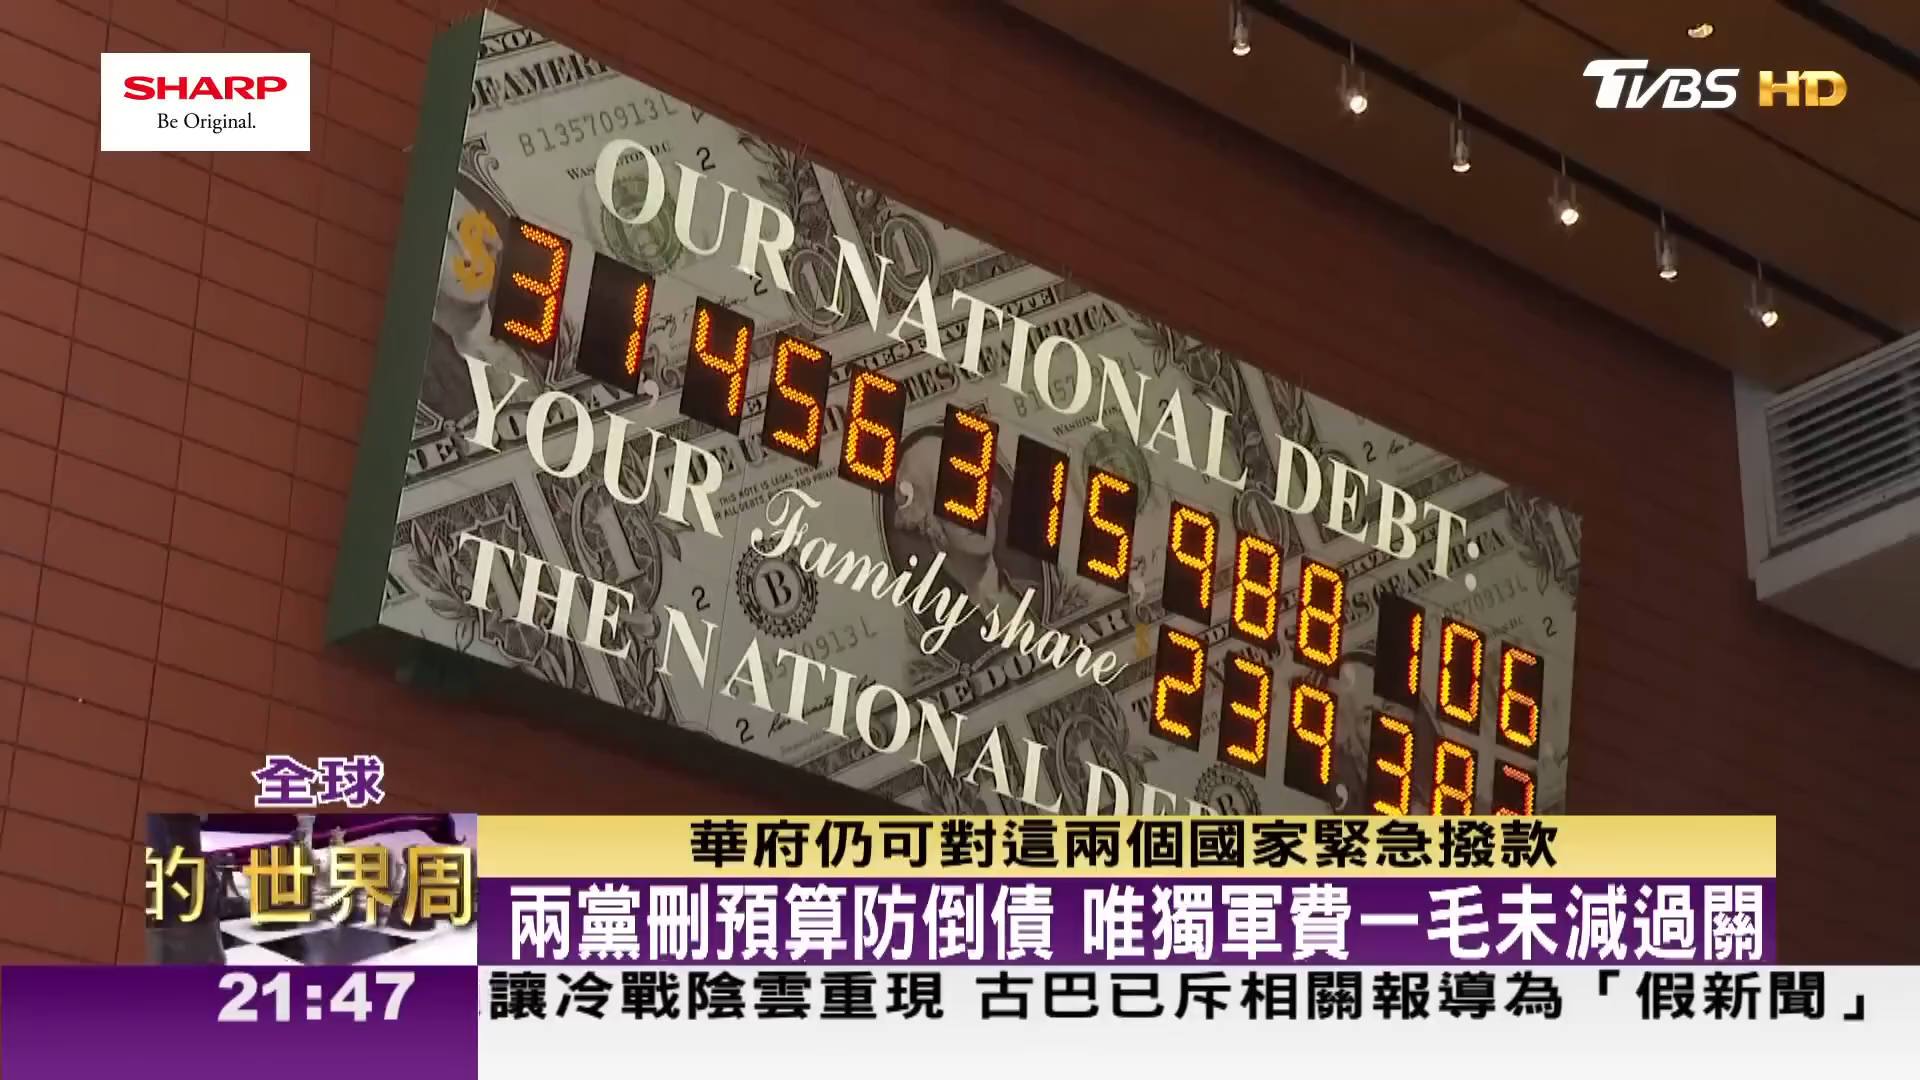 SHARP
Be Original.
TVBS HD
OUR NATIONAL DEBT:
$31,456,315,988,106
YOUR Family share
239,38
THE NATIONAL DEBT
B13570913L
全球
的 世界周
華府仍可對這兩個國家緊急撥款
兩黨刪預算防倒債 唯獨軍費一毛未減過關
21:47
讓冷戰陰雲重現 古巴已斥相關報導為「假新聞」